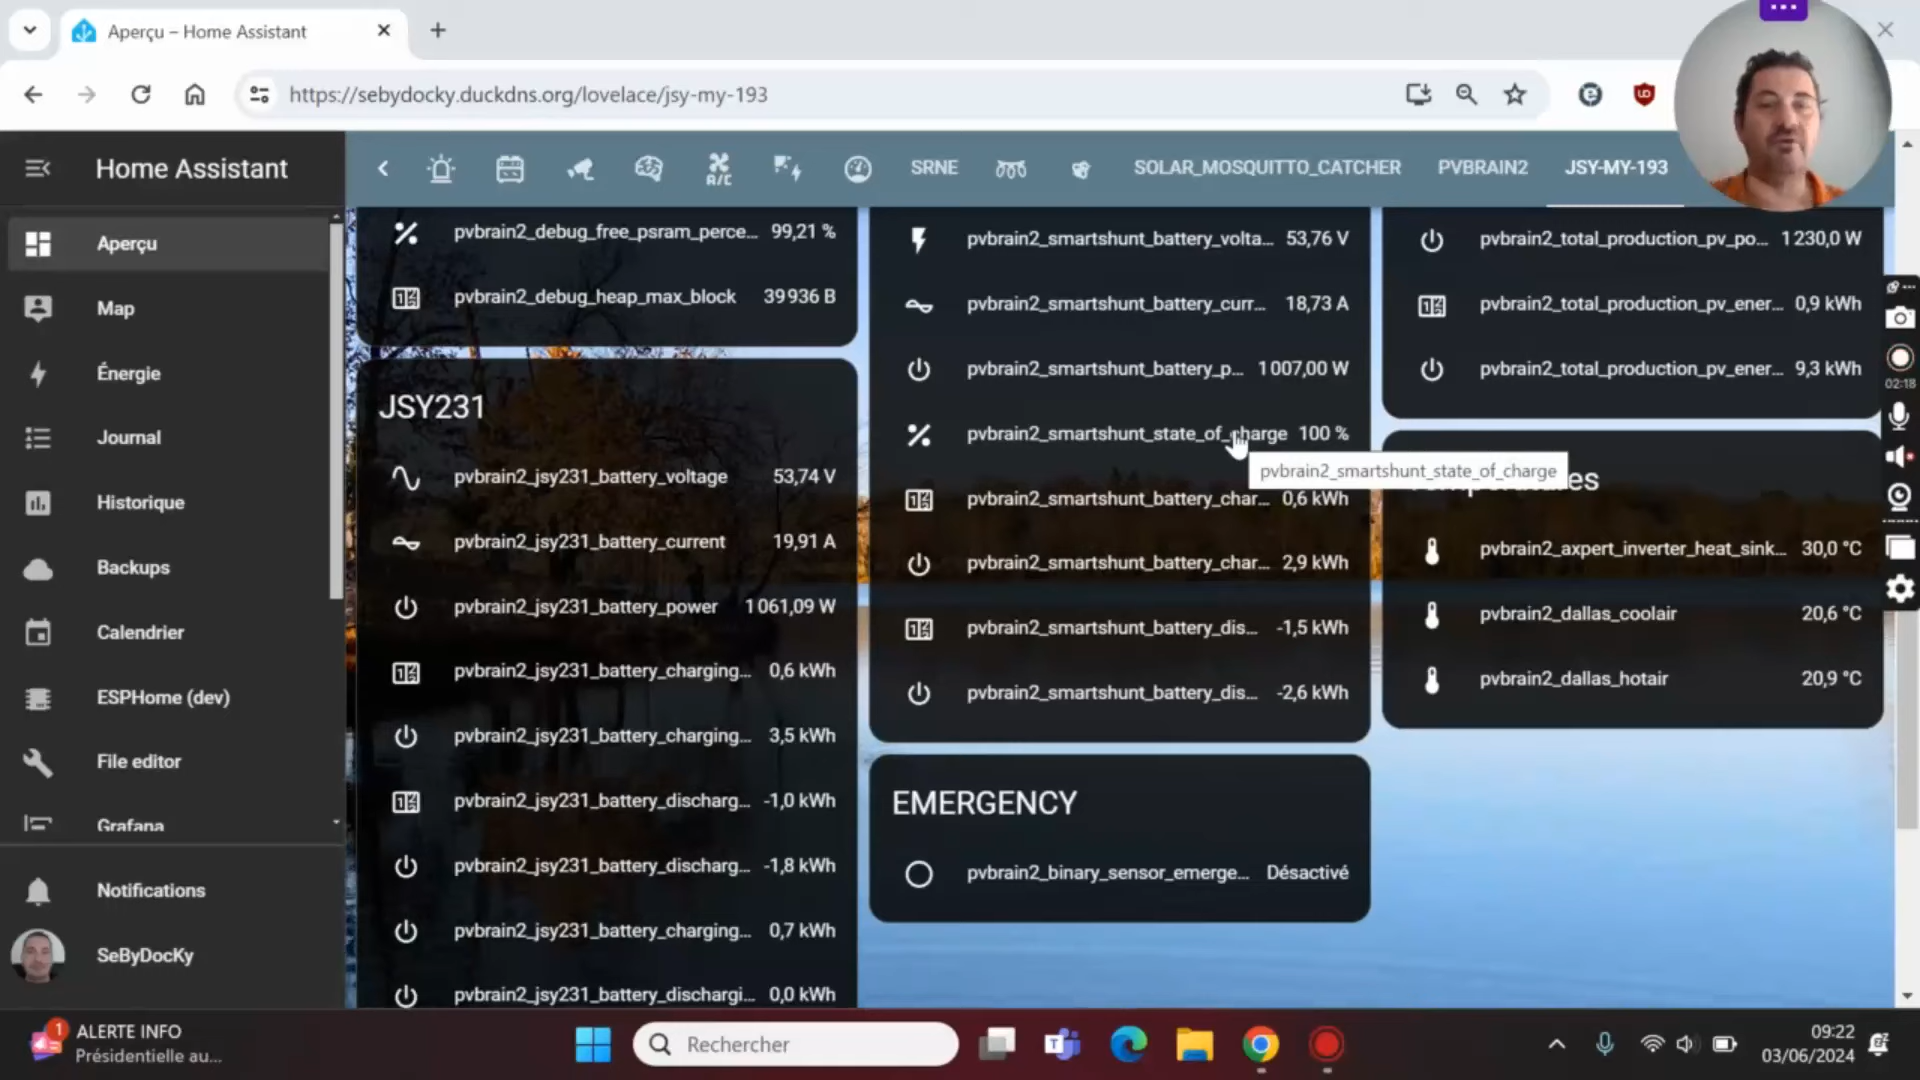 Aperçu – Home Assistant
https://sebydocky.duckdns.org/lovelace/jsy-my-193
Home Assistant
A/C
SRNE
SOLAR_MOSQUITTO_CATCHER
PVBRAIN2
JSY-MY-193
Aperçu
Map
Énergie
Journal
Historique
Backups
Calendrier
ESPHome (dev)
File editor
Grafana
Notifications
SeByDocKy
pvbrain2_debug_free_psram_perce... 99,21 %
pvbrain2_debug_heap_max_block 39 936 B
JSY231
pvbrain2_jsy231_battery_voltage 53,74 V
pvbrain2_jsy231_battery_current 19,91 A
pvbrain2_jsy231_battery_power 1 061,09 W
pvbrain2_jsy231_battery_charging... 0,6 kWh
pvbrain2_jsy231_battery_charging... 3,5 kWh
pvbrain2_jsy231_battery_discharg... -1,0 kWh
pvbrain2_jsy231_battery_discharg... -1,8 kWh
pvbrain2_jsy231_battery_charging... 0,7 kWh
pvbrain2_jsy231_battery_dischargi... 0,0 kWh
pvbrain2_smartshunt_battery_volta... 53,76 V
pvbrain2_smartshunt_battery_curr... 18,73 A
pvbrain2_smartshunt_battery_p... 1 007,00 W
pvbrain2_smartshunt_state_of_charge 100 %
pvbrain2_smartshunt_state_of_charge
pvbrain2_smartshunt_battery_char... 0,6 kWh
pvbrain2_smartshunt_battery_char... 2,9 kWh
pvbrain2_smartshunt_battery_dis... -1,5 kWh
pvbrain2_smartshunt_battery_dis... -2,6 kWh
EMERGENCY
pvbrain2_binary_sensor_emerge... Désactivé
pvbrain2_total_production_pv_po... 1 230,0 W
pvbrain2_total_production_pv_ener... 0,9 kWh
pvbrain2_total_production_pv_ener... 9,3 kWh
pvbrain2_axpert_inverter_heat_sink... 30,0 °C
pvbrain2_dallas_coolair 20,6 °C
pvbrain2_dallas_hotair 20,9 °C
02:18
1
ALERTE INFO
Présidentielle au...
Rechercher
09:22
03/06/2024